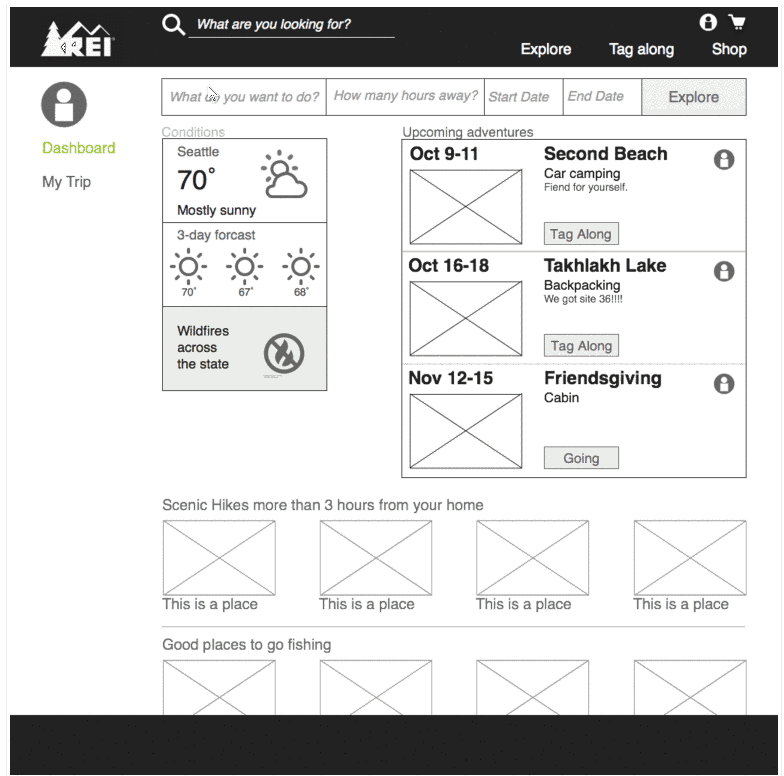 What are you looking for?
REI
Explore Tag along Shop
What do you want to do? How many hours away? Start Date End Date Explore
Dashboard
My Trip
Conditions
Seattle
70°
Mostly sunny
3-day forcast
70° 67° 68°
Wildfires
across
the state
Upcoming adventures
Oct 9-11
Second Beach
Car camping
Fiend for yourself.
Tag Along
Oct 16-18
Takhlakh Lake
Backpacking
We got site 36!!!!
Tag Along
Nov 12-15
Friendsgiving
Cabin
Going
Scenic Hikes more than 3 hours from your home
This is a place This is a place This is a place This is a place
Good places to go fishing